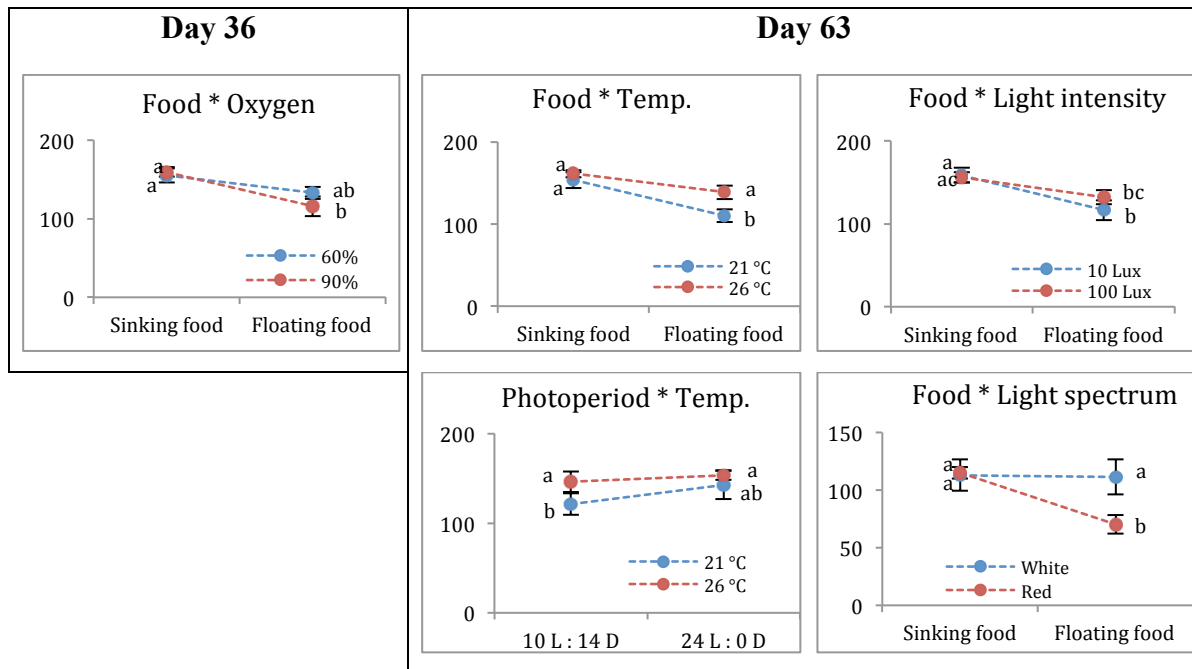 Day 36
Day 63
Food * Oxygen
200
100
0
a
a
ab
b
60%
90%
Sinking food Floating food
Food * Temp.
200
100
0
a
a
a
b
21 °C
26 °C
Sinking food Floating food
Food * Light intensity
200
100
0
a
ac
bc
b
10 Lux
100 Lux
Sinking food Floating food
Photoperiod * Temp.
200
100
0
a
b
a
ab
21 °C
26 °C
10 L : 14 D 24 L : 0 D
Food * Light spectrum
150
100
50
0
a
a
a
b
White
Red
Sinking food Floating food